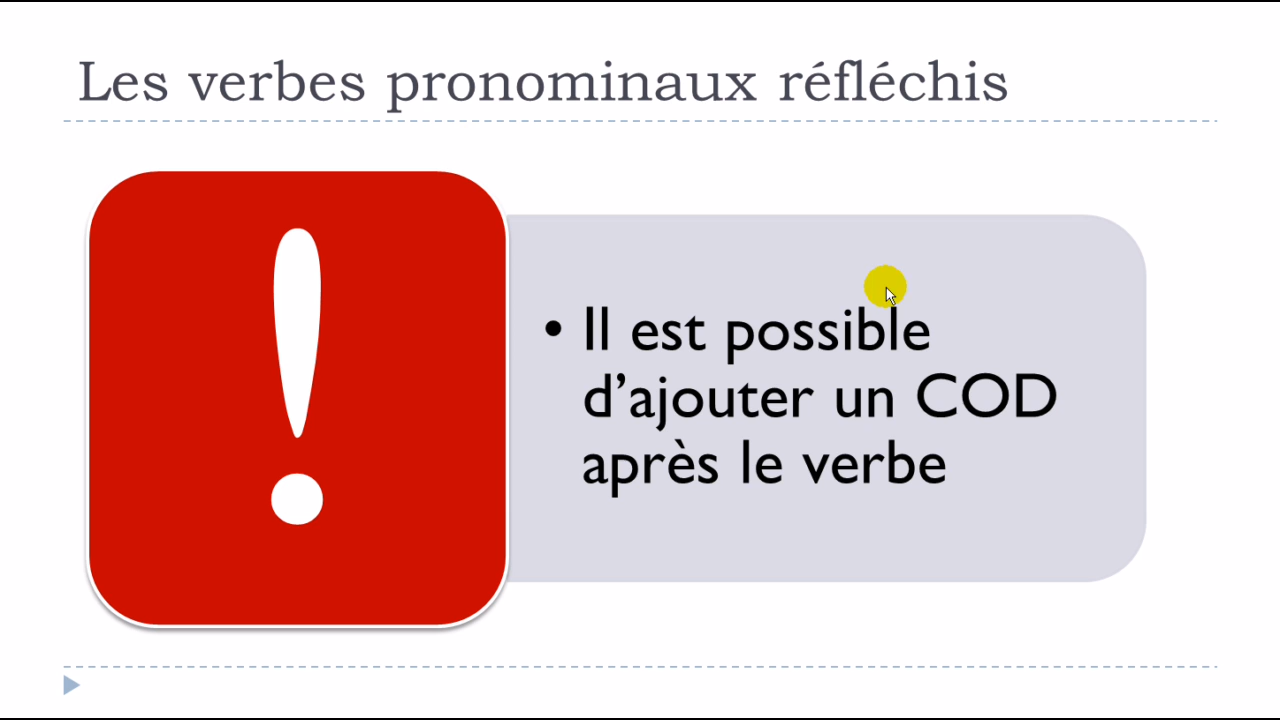 Les verbes pronominaux réfléchis
!
• Il est possible
d’ajouter un COD
après le verbe